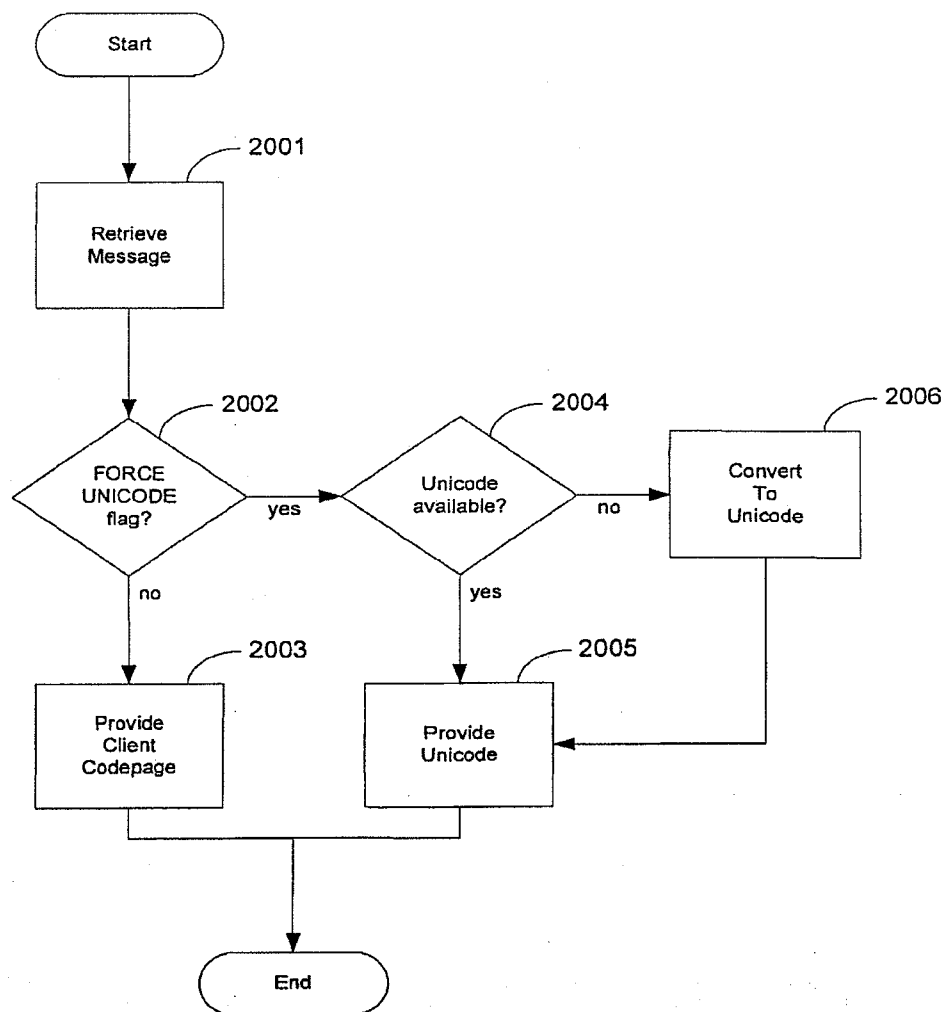 Start
2001
Retrieve
Message
2002
FORCE
UNICODE
flag?
yes
no
2004
Unicode
available?
no
yes
2006
Convert
To
Unicode
2003
Provide
Client
Codepage
2005
Provide
Unicode
End